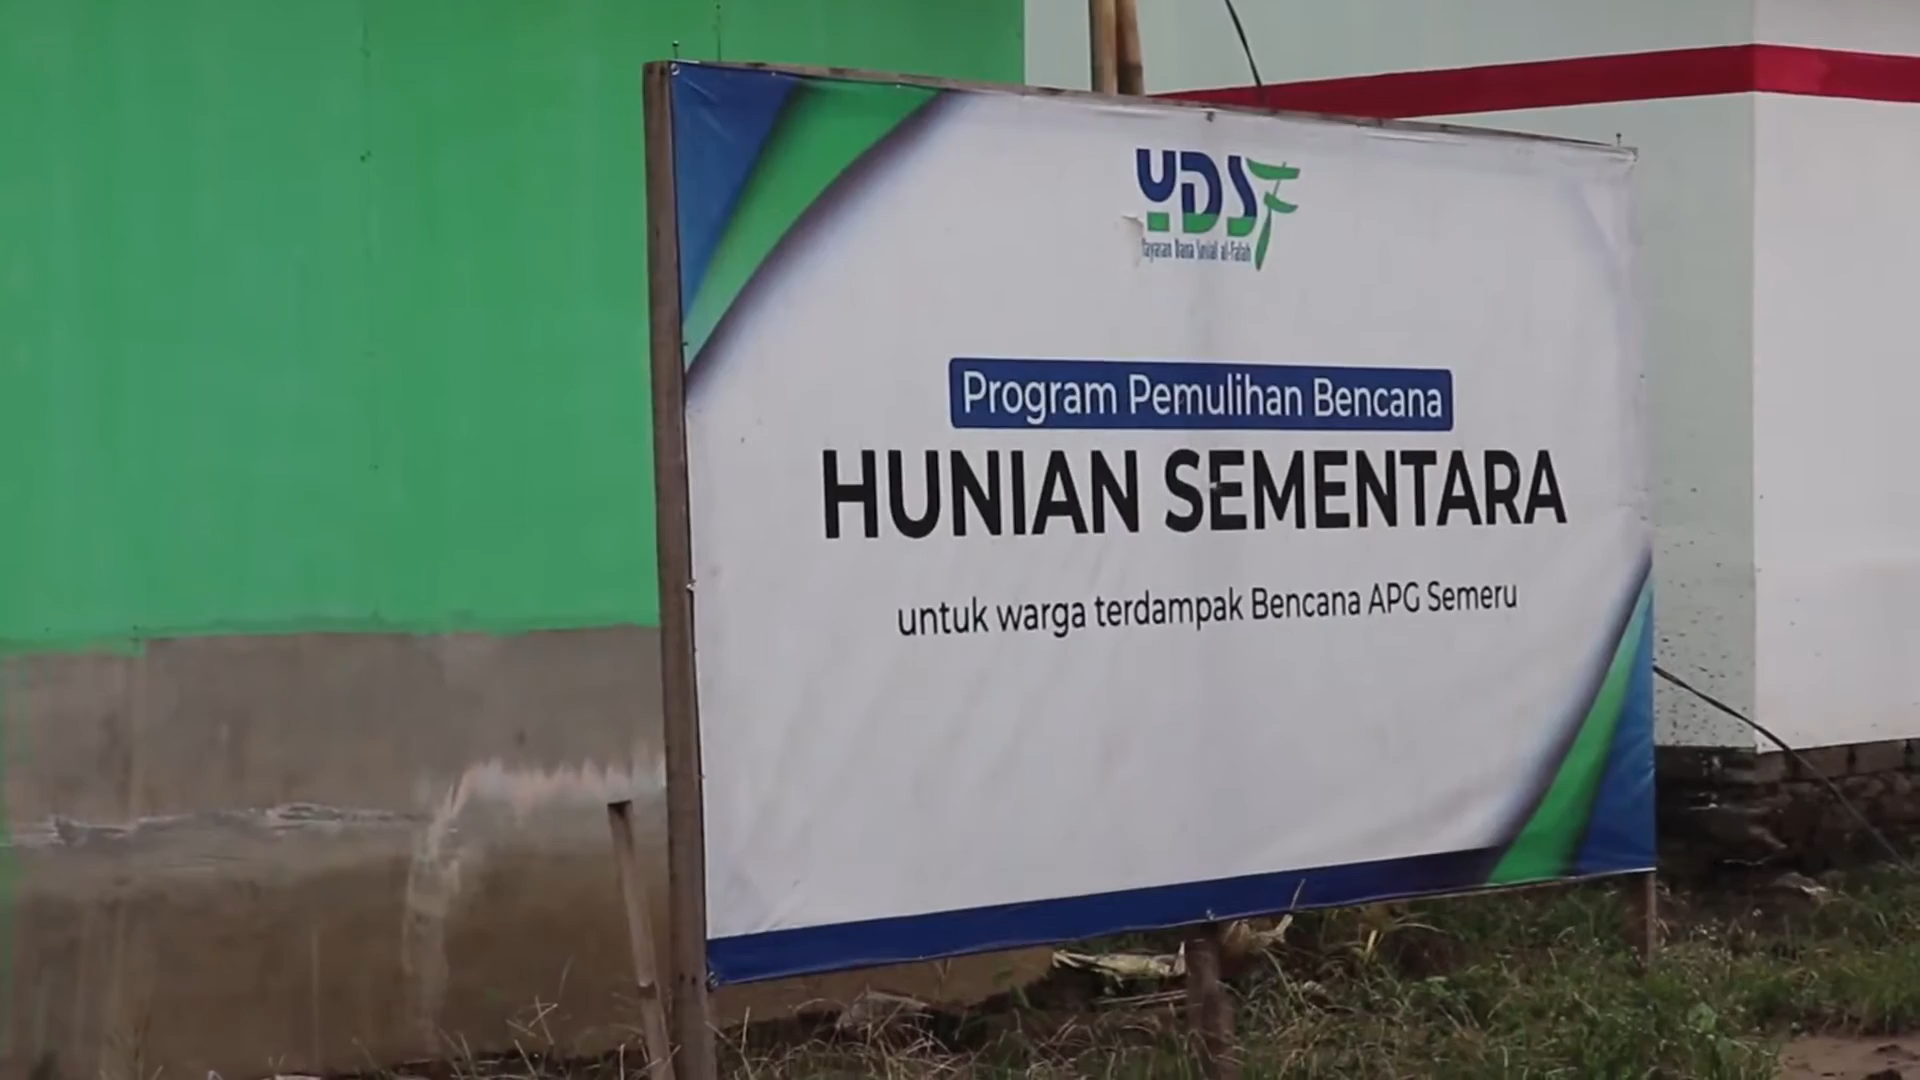 YDSF
Yayasan Dana Sosial al-Falah
Program Pemulihan Bencana
HUNIAN SEMENTARA
untuk warga terdampak Bencana APG Semeru